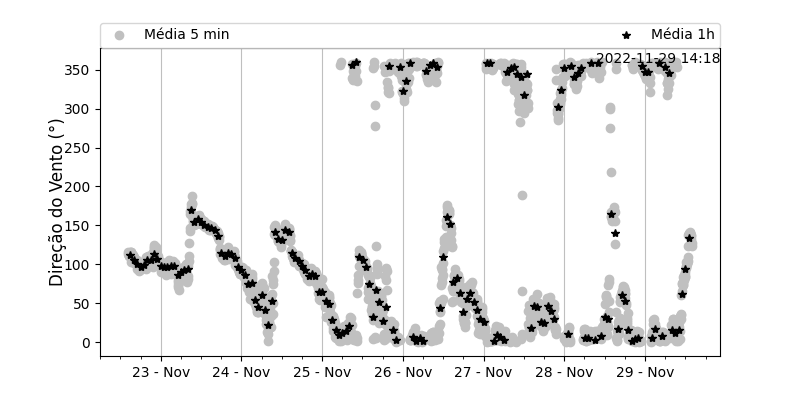 Média 5 min
Média 1h
2022-11-29 14:18
Direção do Vento (°)
350
300
250
200
150
100
50
0
23 - Nov
24 - Nov
25 - Nov
26 - Nov
27 - Nov
28 - Nov
29 - Nov